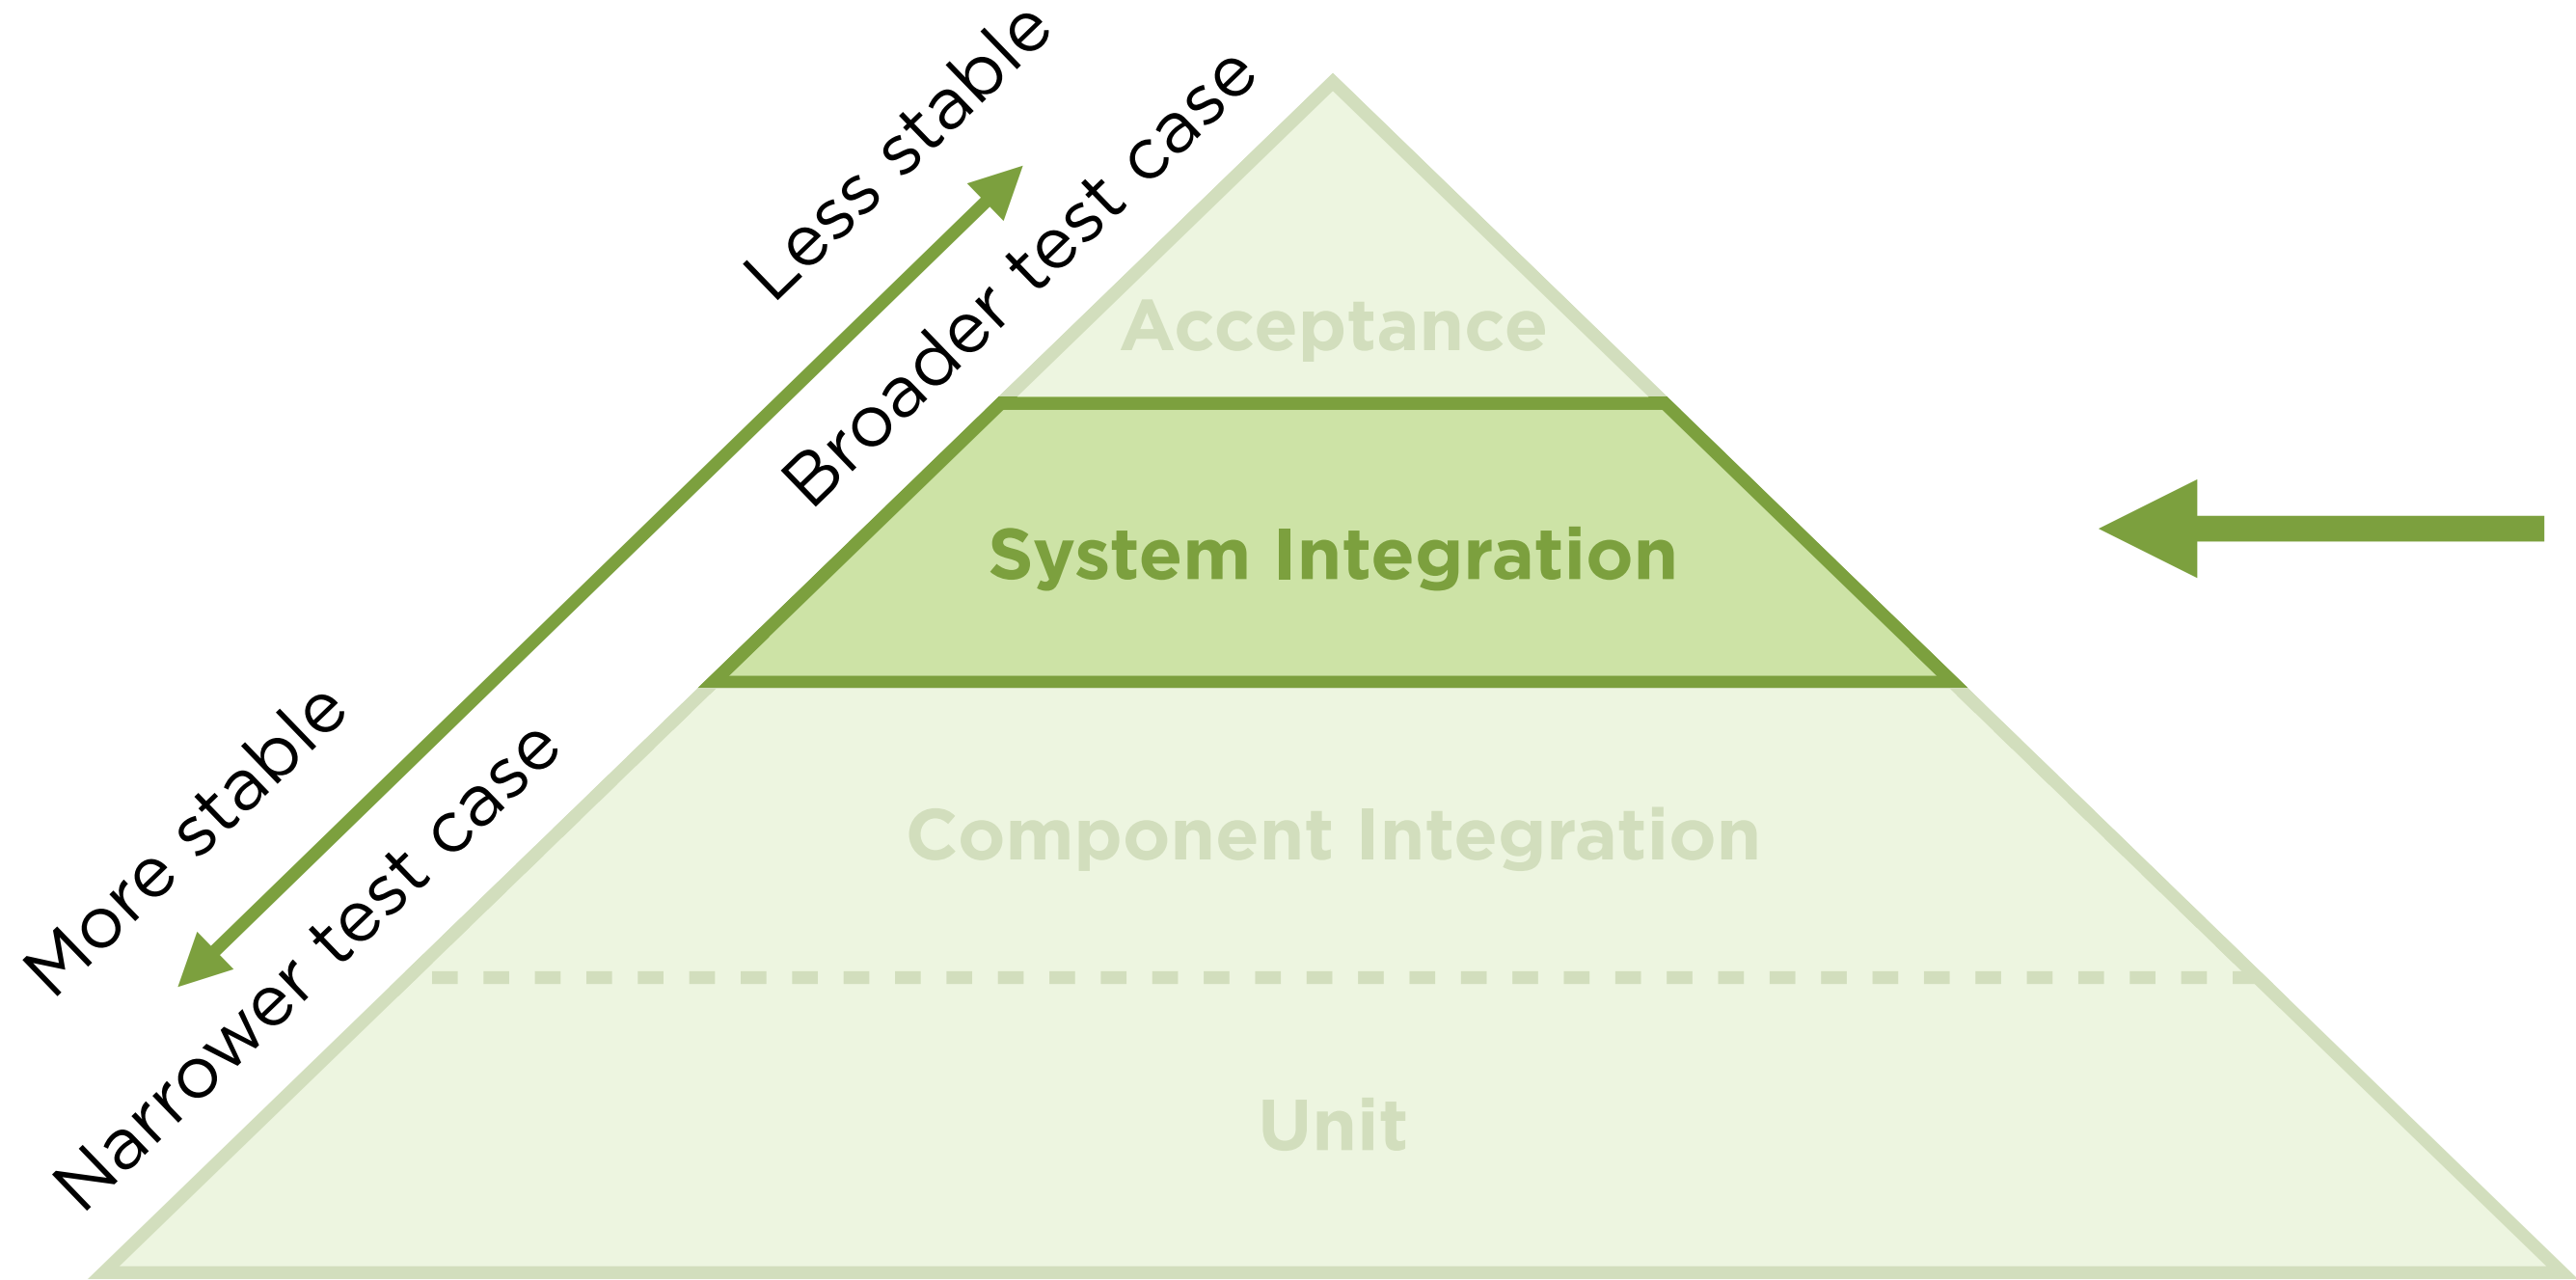 Less stable
Broader test case
Acceptance
System Integration
More stable
Narrower test case
Component Integration
Unit